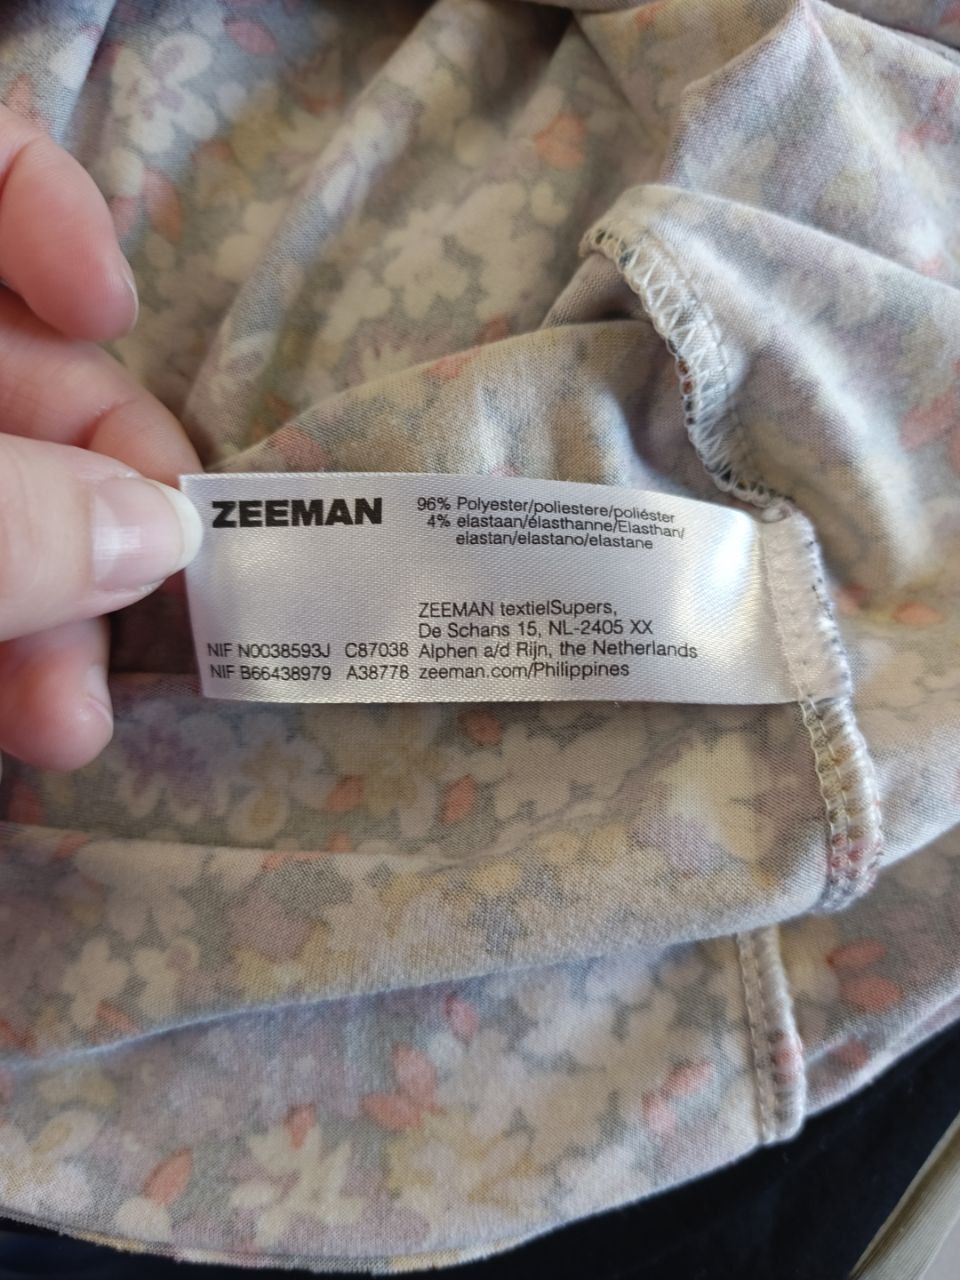 ZEEMAN
96% Polyester/poliestere/poliéster
4% elastaan/élasthanne/Elasthan/
elastan/elastano/elastane
ZEEMAN textielSupers,
De Schans 15, NL-2405 XX
NIF N0038593J C87038 Alphen a/d Rijn, the Netherlands
NIF B66438979 A38778 zeeman.com/Philippines